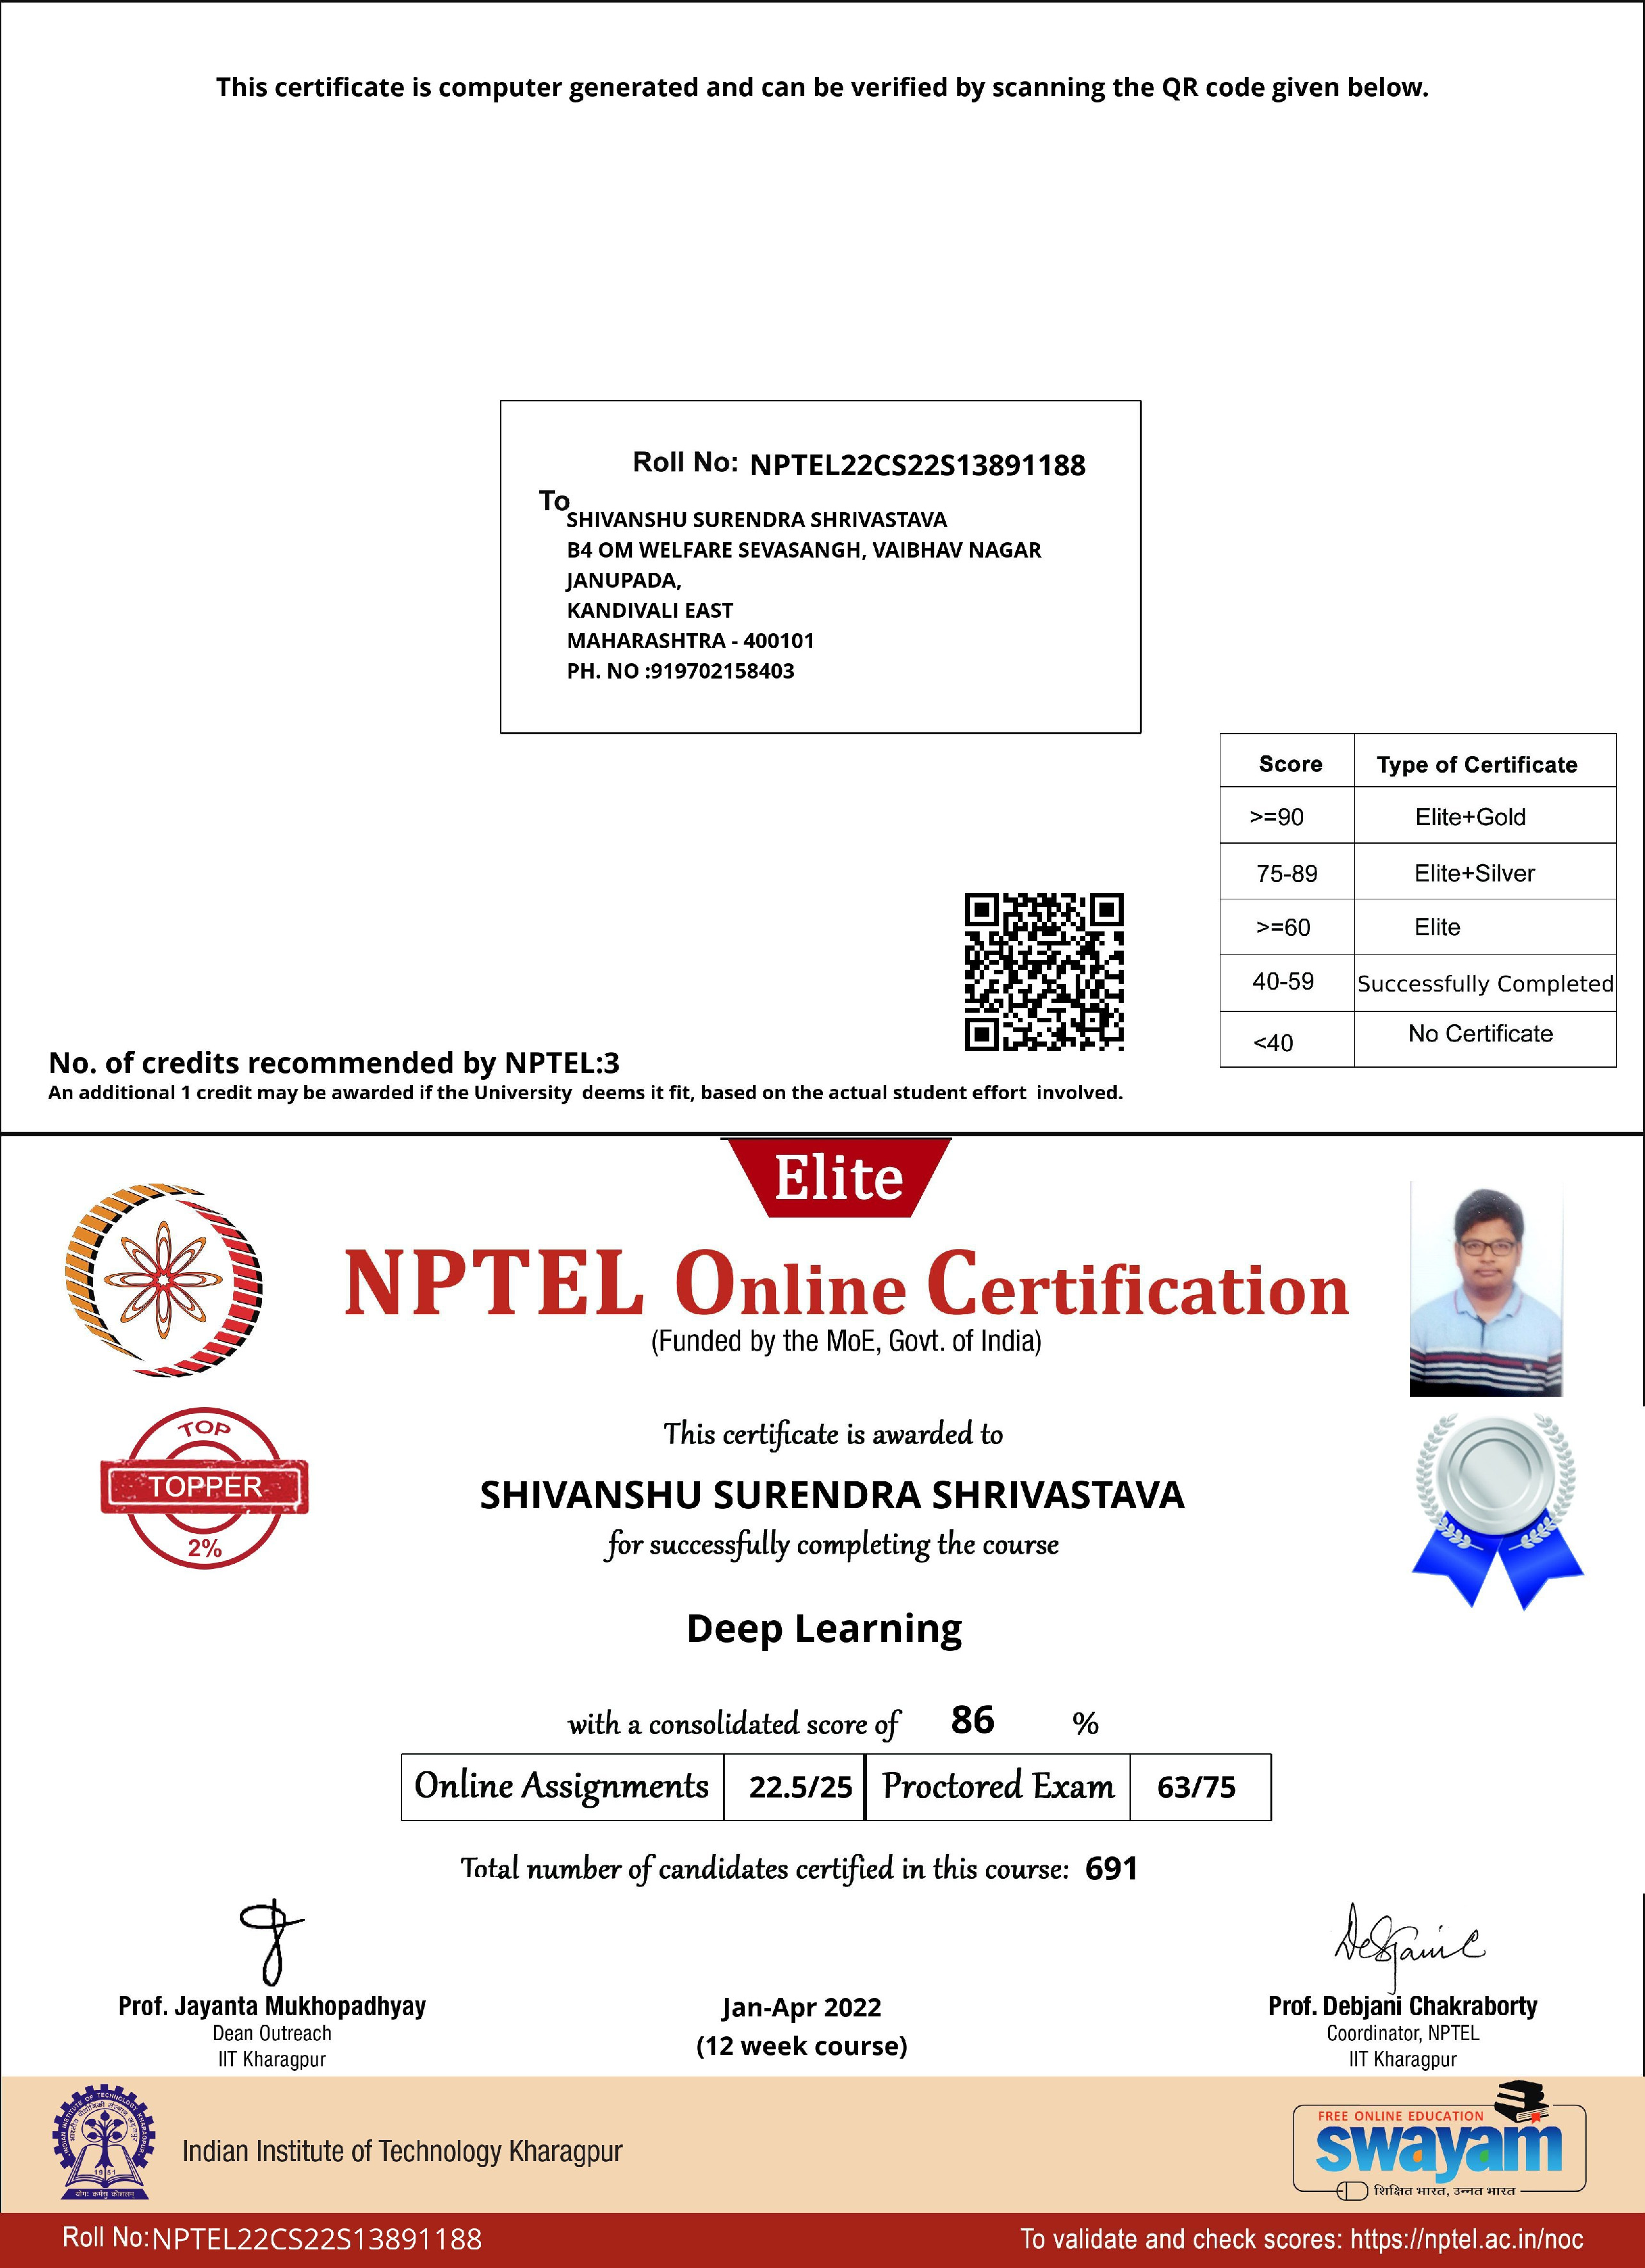 This certificate is computer generated and can be verified by scanning the QR code given below.
Roll No: NPTEL22CS22S13891188
To
SHIVANSHU SURENDRA SHRIVASTAVA
B4 OM WELFARE SEVASANGH, VAIBHAV NAGAR
JANUPADA,
KANDIVALI EAST
MAHARASHTRA - 400101
PH. NO :919702158403
Score Type of Certificate
>=90 Elite+Gold
75-89 Elite+Silver
>=60 Elite
40-59 Successfully Completed
<40 No Certificate
No. of credits recommended by NPTEL:3
An additional 1 credit may be awarded if the University deems it fit, based on the actual student effort involved.
Elite
NPTEL Online Certification
(Funded by the MoE, Govt. of India)
TOP
TOPPER
2%
This certificate is awarded to
SHIVANSHU SURENDRA SHRIVASTAVA
for successfully completing the course
Deep Learning
with a consolidated score of 86 %
Online Assignments 22.5/25 Proctored Exam 63/75
Total number of candidates certified in this course: 691
Prof. Jayanta Mukhopadhyay
Dean Outreach
IIT Kharagpur
Jan-Apr 2022
(12 week course)
Prof. Debjani Chakraborty
Coordinator, NPTEL
IIT Kharagpur
INDIAN INSTITUTE OF TECHNOLOGY KHARAGPUR
1951
योगः कर्मसु कौशलम्
Indian Institute of Technology Kharagpur
FREE ONLINE EDUCATION
swayam
शिक्षित भारत, उन्नत भारत
Roll No:NPTEL22CS22S13891188
To validate and check scores: https://nptel.ac.in/noc